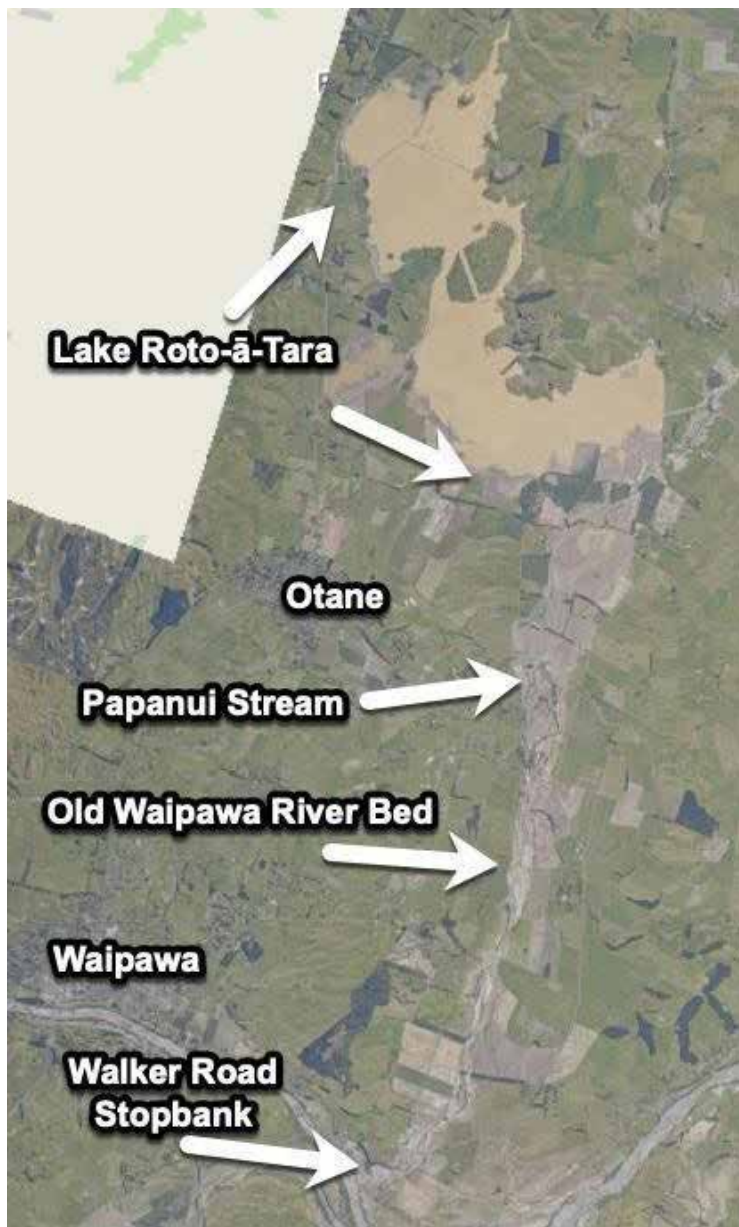 Lake Roto-ā-Tara
Otane
Papanui Stream
Old Waipawa River Bed
Waipawa
Walker Road
Stopbank